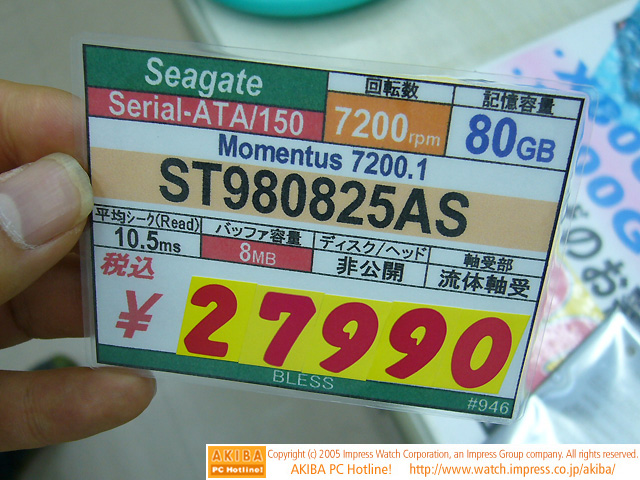 Seagate
Serial-ATA/150
回転数
7200rpm
記憶容量
80GB
Momentus 7200.1
ST980825AS
平均シーク(Read)
10.5ms
バッファ容量
8MB
ディスク/ヘッド
非公開
軸受部
流体軸受
税込
¥27990
BLESS
#946
のお
AKIBA
PC Hotline!
Copyright (c) 2005 Impress Watch Corporation, an Impress Group company. All rights reserved.
AKIBA PC Hotline! http://www.watch.impress.co.jp/akiba/